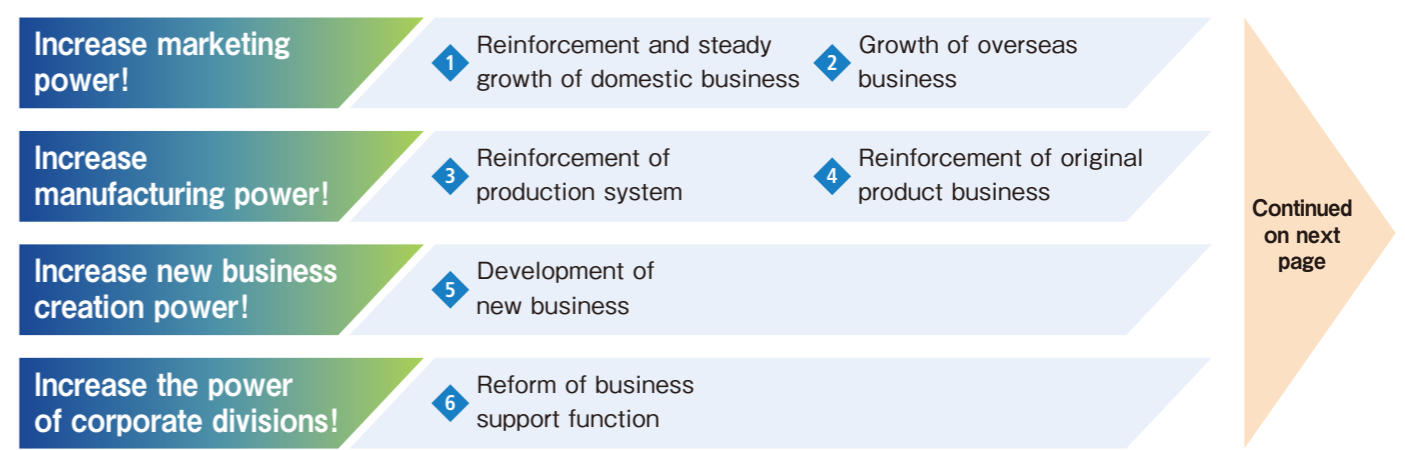 Increase marketing
power!
1
Reinforcement and steady
growth of domestic business
2
Growth of overseas
business
Increase
manufacturing power!
3
Reinforcement of
production system
4
Reinforcement of original
product business
Increase new business
creation power!
5
Development of
new business
Increase the power
of corporate divisions!
6
Reform of business
support function
Continued
on next
page